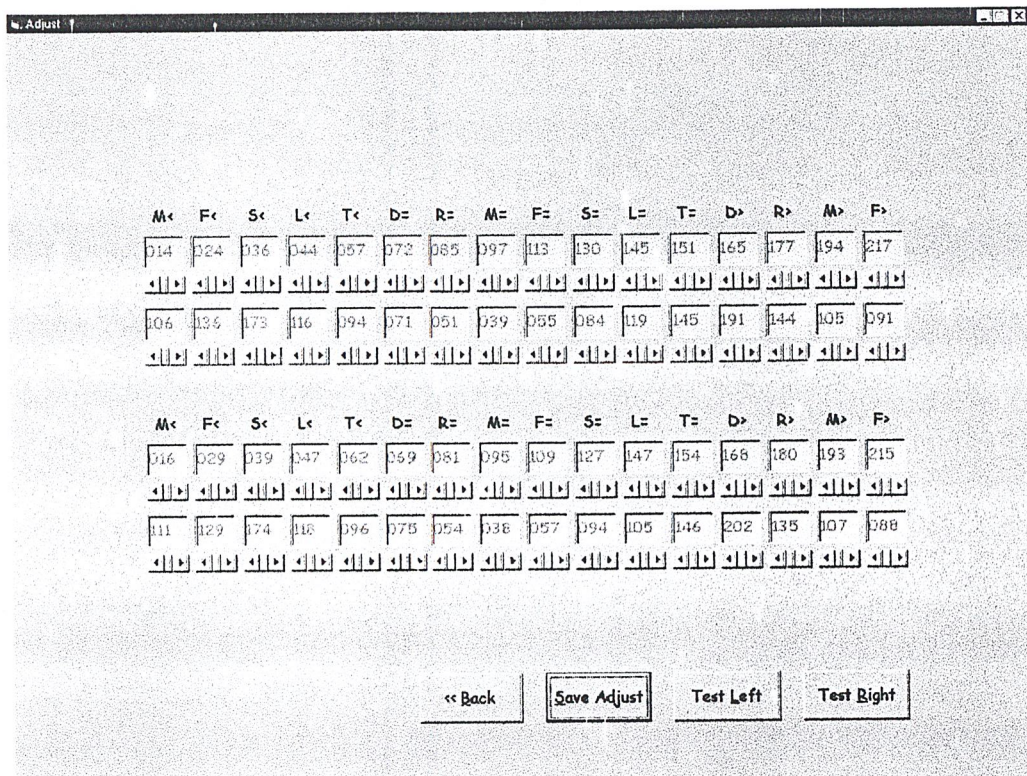 Adjust
M< F< S< L< T< D= R= M= F= S= L= T= D> R> M> F>
014 024 036 044 057 072 085 097 113 130 145 151 165 177 194 217
106 136 173 116 094 071 051 039 055 084 119 145 191 144 105 091
M< F< S< L< T< D= R= M= F= S= L= T= D> R> M> F>
016 029 039 047 062 069 081 095 109 127 147 154 168 180 193 215
111 129 174 118 096 075 054 038 057 094 105 146 202 135 107 088
<< Back Save Adjust Test Left Test Right